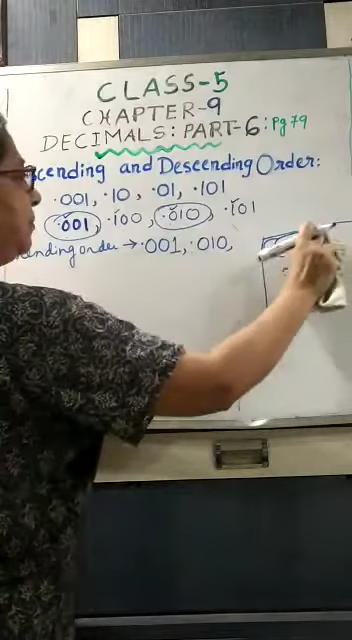 CLASS-5
CHAPTER-9
DECIMALS: PART-6: Pg 79
cending and Descending Order:
.001, .10, .01, .101
.001, .100, .010, .101
nding order → .001, .010,